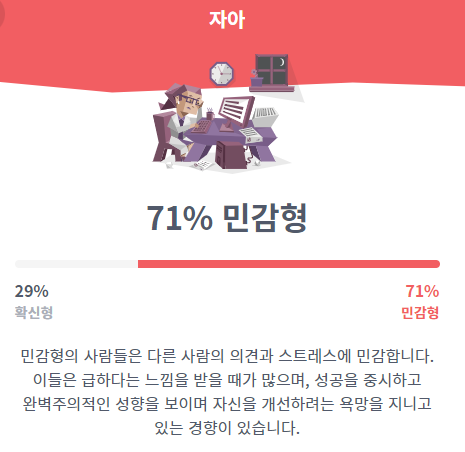 자아
71% 민감형
29%
71%
확신형
민감형
민감형의 사람들은 다른 사람의 의견과 스트레스에 민감합니다.
이들은 급하다는 느낌을 받을 때가 많으며, 성공을 중시하고
완벽주의적인 성향을 보이며 자신을 개선하려는 욕망을 지니고
있는 경향이 있습니다.